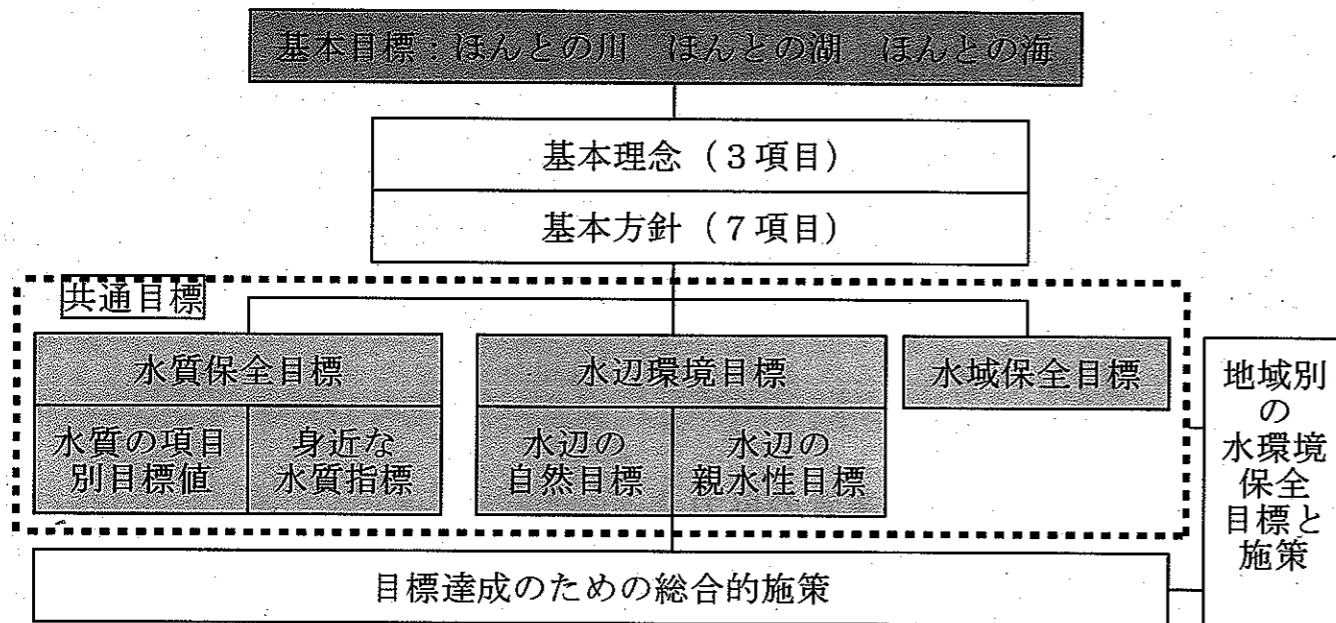 基本目標：ほんとの川　ほんとの湖　ほんとの海
基本理念（３項目）
基本方針（７項目）
共通目標
水質保全目標
水質の項目
別目標値
身近な
水質指標
水辺環境目標
水辺の
自然目標
水辺の
親水性目標
水域保全目標
地域別
の
水環境
保全
目標と
施策
目標達成のための総合的施策